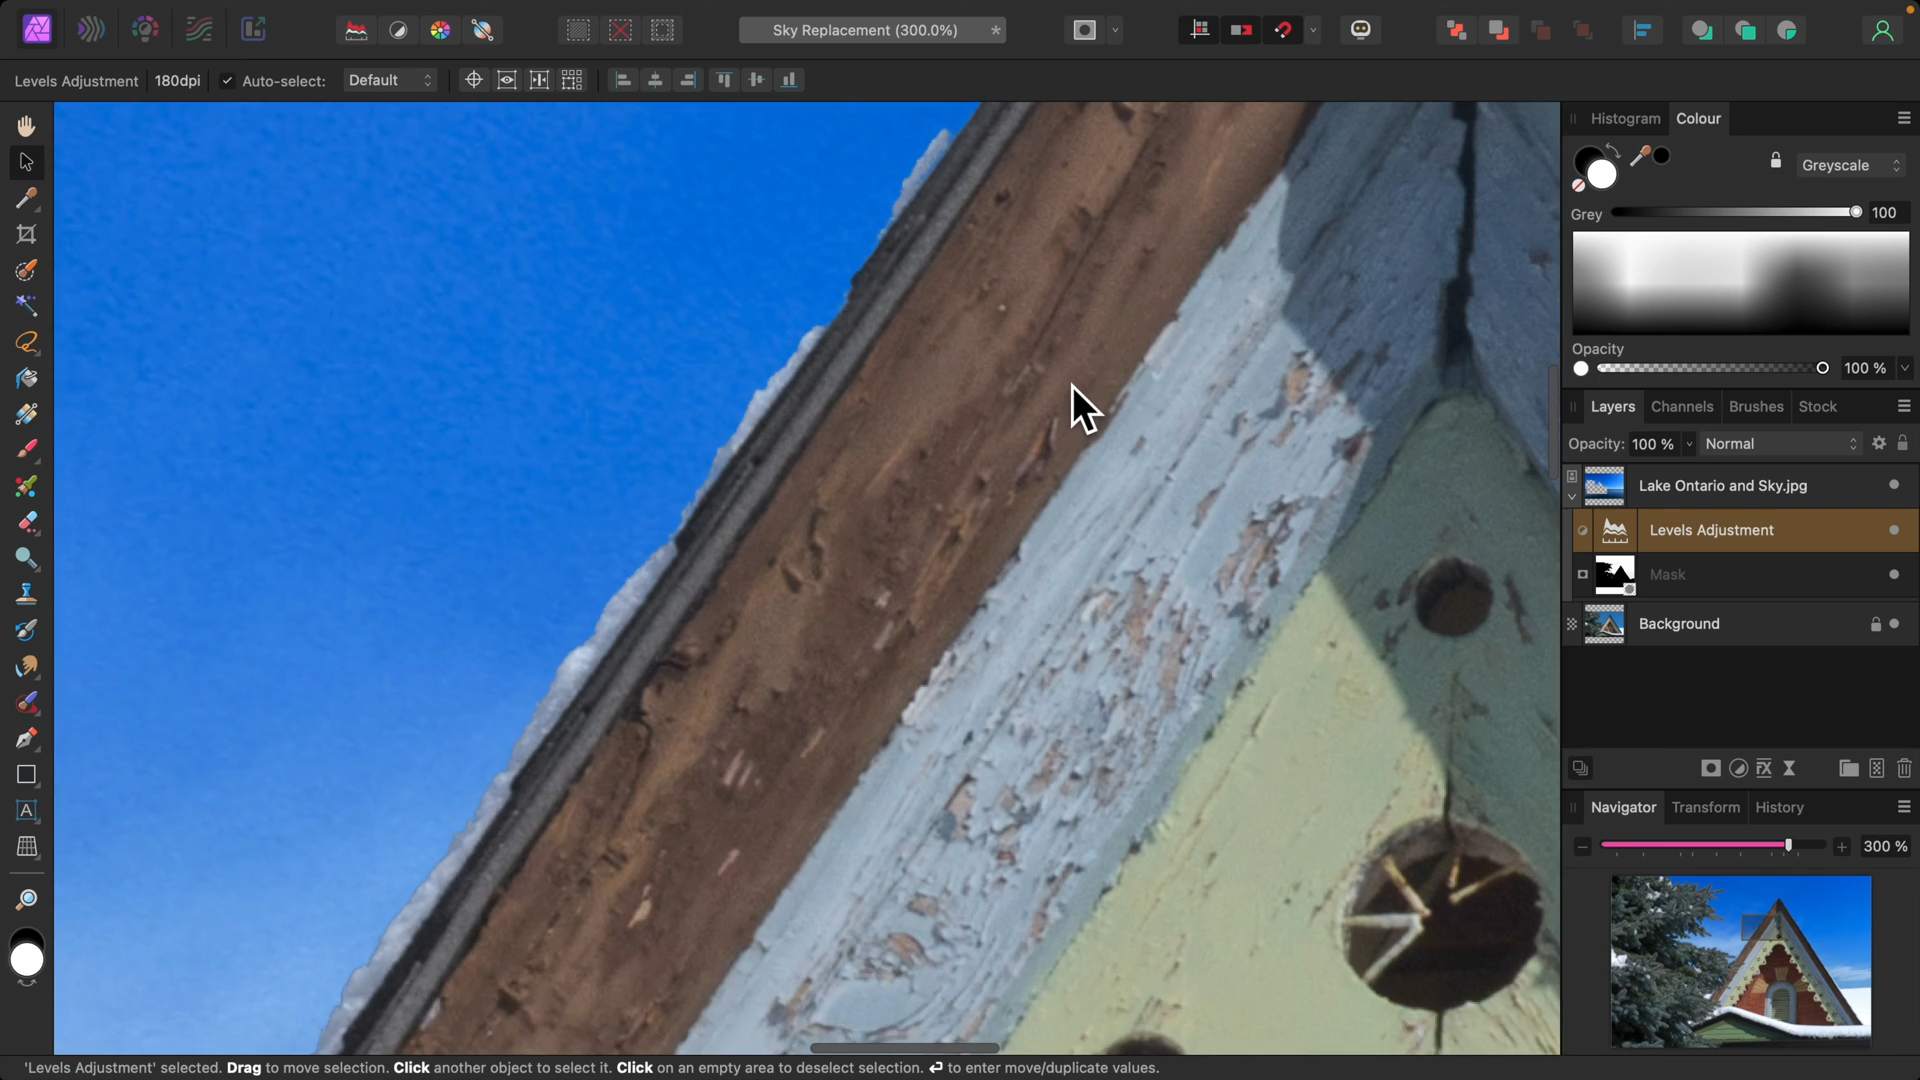 Sky Replacement (300.0%) *
Levels Adjustment 180dpi Auto-select: Default
Histogram Colour
Greyscale
Grey 100
Opacity
100 %
Layers Channels Brushes Stock
Opacity: 100 % Normal
Lake Ontario and Sky.jpg
Levels Adjustment
Mask
Background
Navigator Transform History
300 %
'Levels Adjustment' selected. Drag to move selection. Click another object to select it. Click on an empty area to deselect selection. ⏎ to enter move/duplicate values.